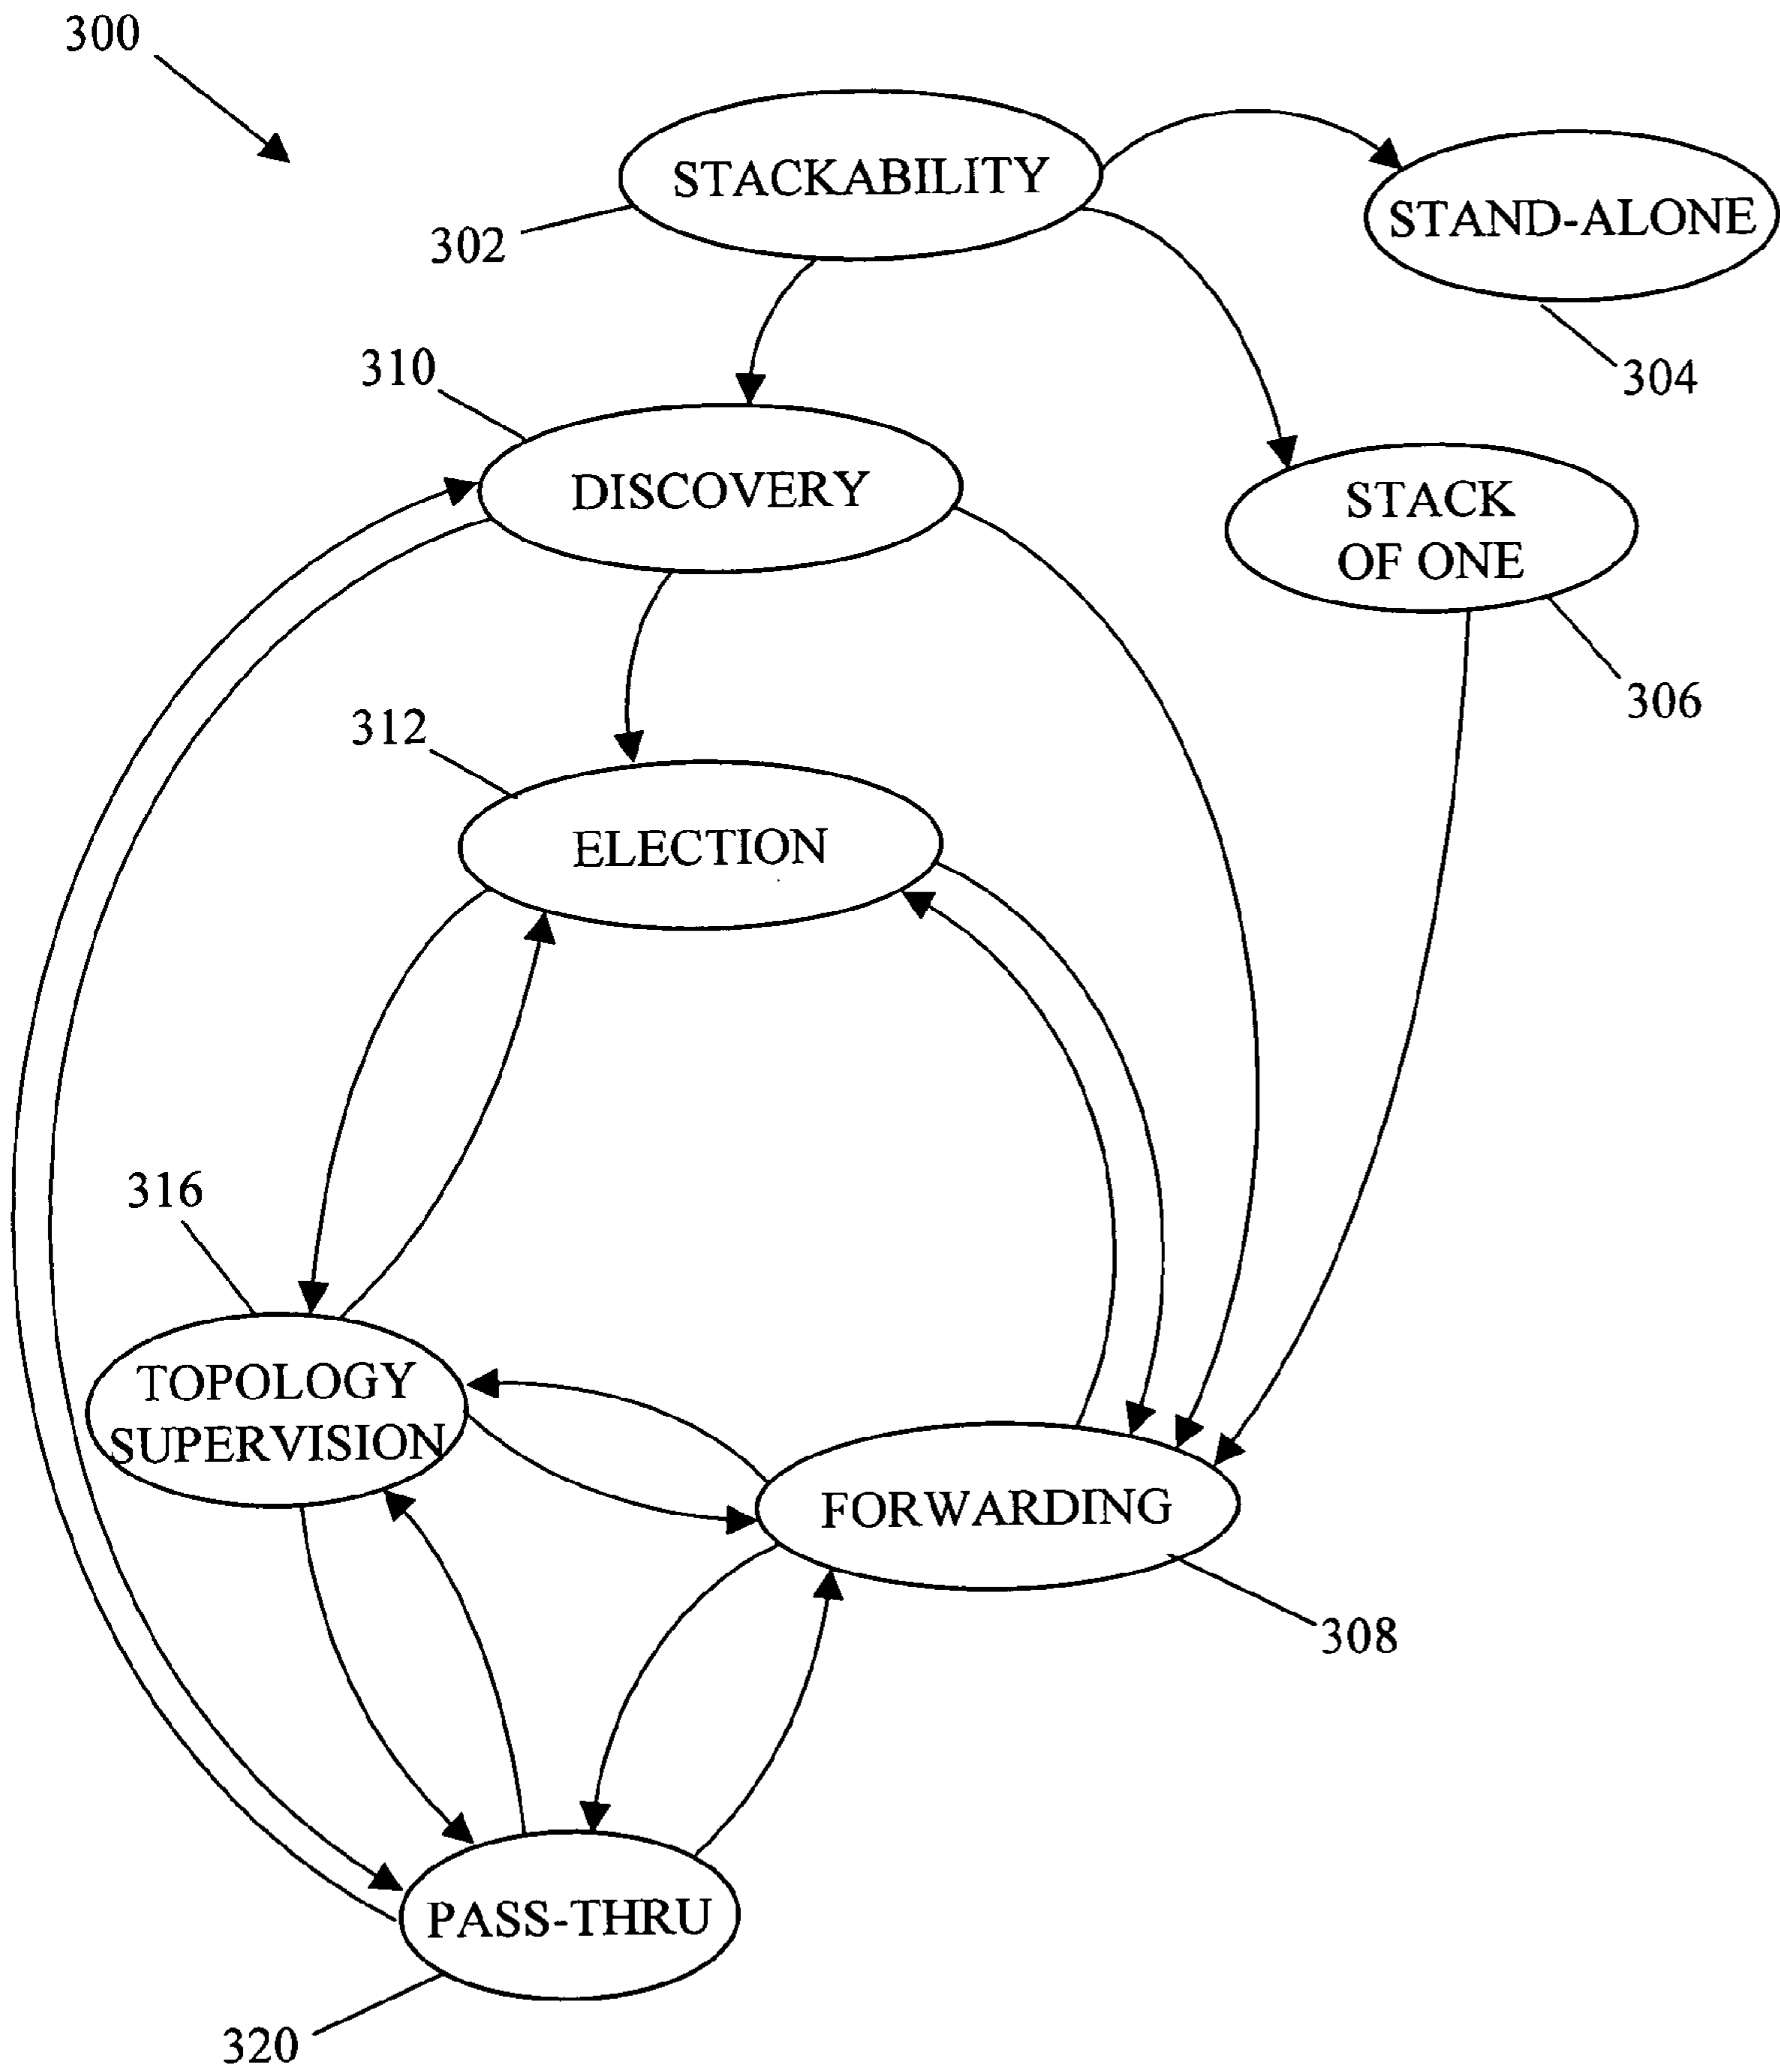 300
STACKABILITY
STAND-ALONE
302
304
310
DISCOVERY
STACK
OF ONE
306
312
ELECTION
316
TOPOLOGY
SUPERVISION
FORWARDING
308
PASS-THRU
320